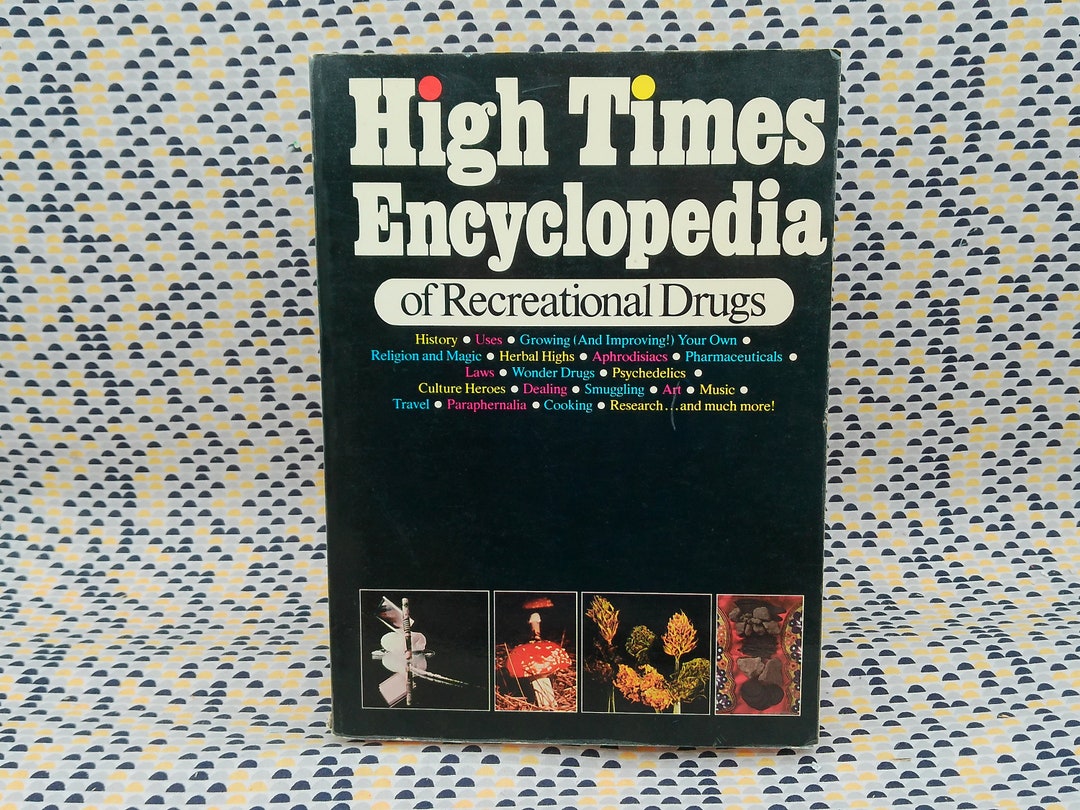 High Times
Encyclopedia
of Recreational Drugs
History • Uses • Growing (And Improving!) Your Own •
Religion and Magic • Herbal Highs • Aphrodisiacs • Pharmaceuticals •
Laws • Wonder Drugs • Psychedelics •
Culture Heroes • Dealing • Smuggling • Art • Music •
Travel • Paraphernalia • Cooking • Research...and much more!